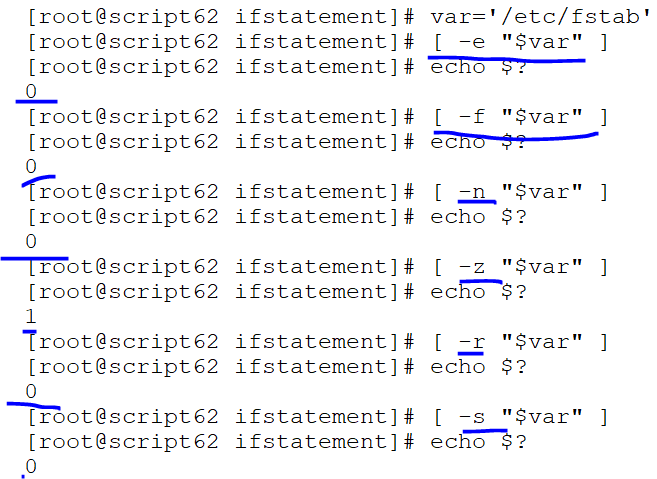 [root@script62 ifstatement]# var='/etc/fstab'
[root@script62 ifstatement]# [ -e "$var" ]
[root@script62 ifstatement]# echo $?
0
[root@script62 ifstatement]# [ -f "$var" ]
[root@script62 ifstatement]# echo $?
0
[root@script62 ifstatement]# [ -n "$var" ]
[root@script62 ifstatement]# echo $?
0
[root@script62 ifstatement]# [ -z "$var" ]
[root@script62 ifstatement]# echo $?
1
[root@script62 ifstatement]# [ -r "$var" ]
[root@script62 ifstatement]# echo $?
0
[root@script62 ifstatement]# [ -s "$var" ]
[root@script62 ifstatement]# echo $?
0